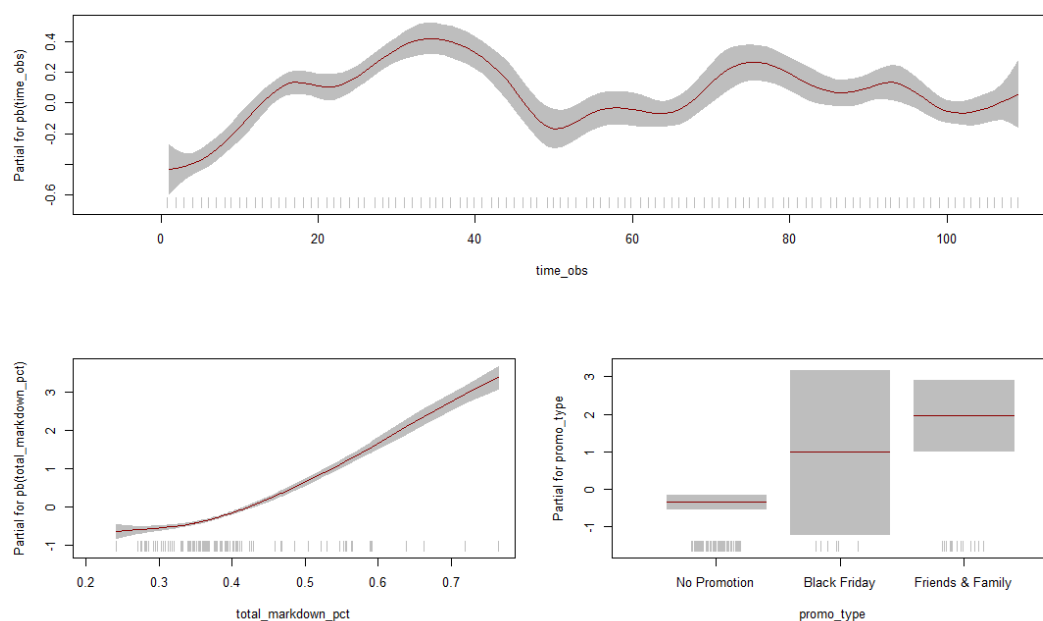 Partial for pb(time_obs)
0.4
0.2
0.0
-0.2
-0.6
0 20 40 60 80 100
time_obs
Partial for pb(total_markdown_pct)
3
2
1
0
-1
0.2 0.3 0.4 0.5 0.6 0.7
total_markdown_pct
Partial for promo_type
3
2
1
0
-1
No Promotion Black Friday Friends & Family
promo_type